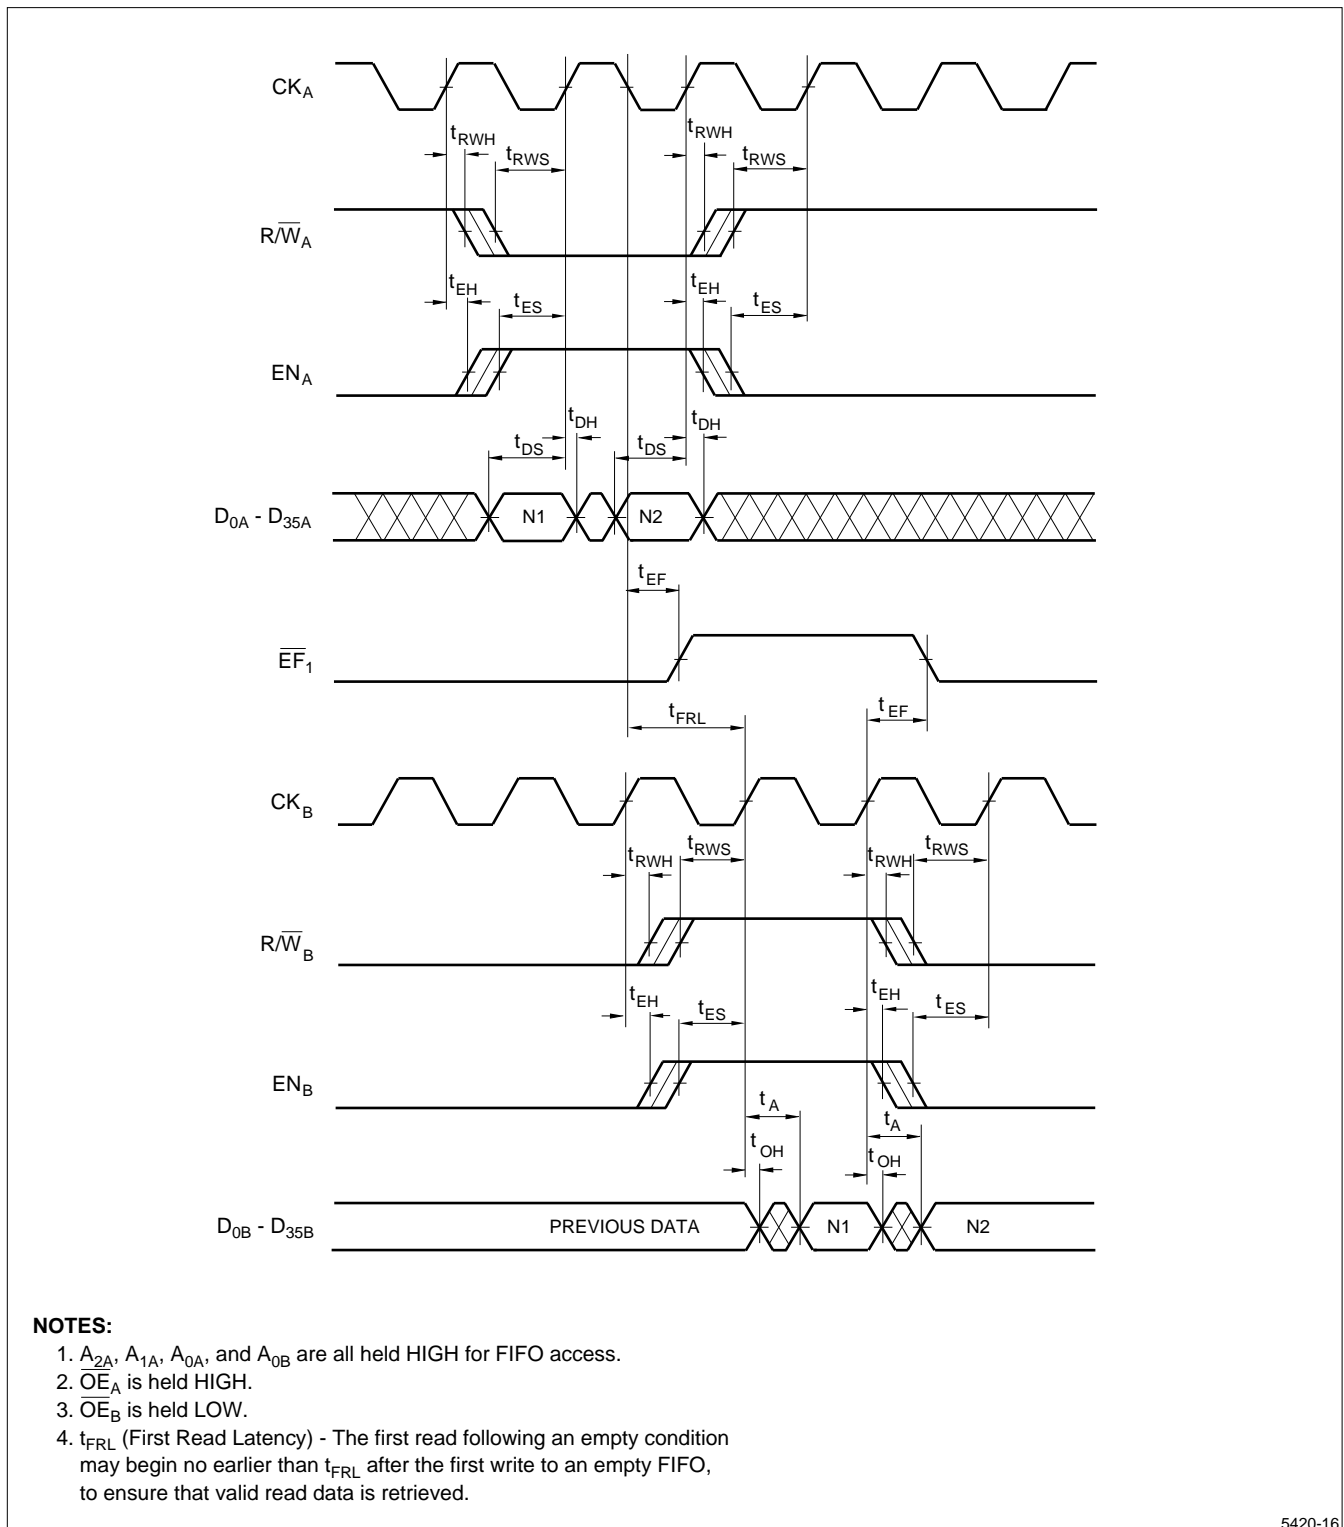 CKA
tRWH
tRWS
tRWH
tRWS
R/W̅A
tEH
tES
tEH
tES
ENA
tDS
tDH
tDS
tDH
D0A - D35A
N1
N2
tEF
E̅F̅1
tFRL
tEF
CKB
tRWH
tRWS
tRWH
tRWS
R/W̅B
tEH
tES
tEH
tES
ENB
tA
tOH
tA
tOH
D0B - D35B
PREVIOUS DATA
N1
N2
NOTES:
1. A2A, A1A, A0A, and A0B are all held HIGH for FIFO access.
2. O̅E̅A is held HIGH.
3. O̅E̅B is held LOW.
4. tFRL (First Read Latency) - The first read following an empty condition
may begin no earlier than tFRL after the first write to an empty FIFO,
to ensure that valid read data is retrieved.
5420-16